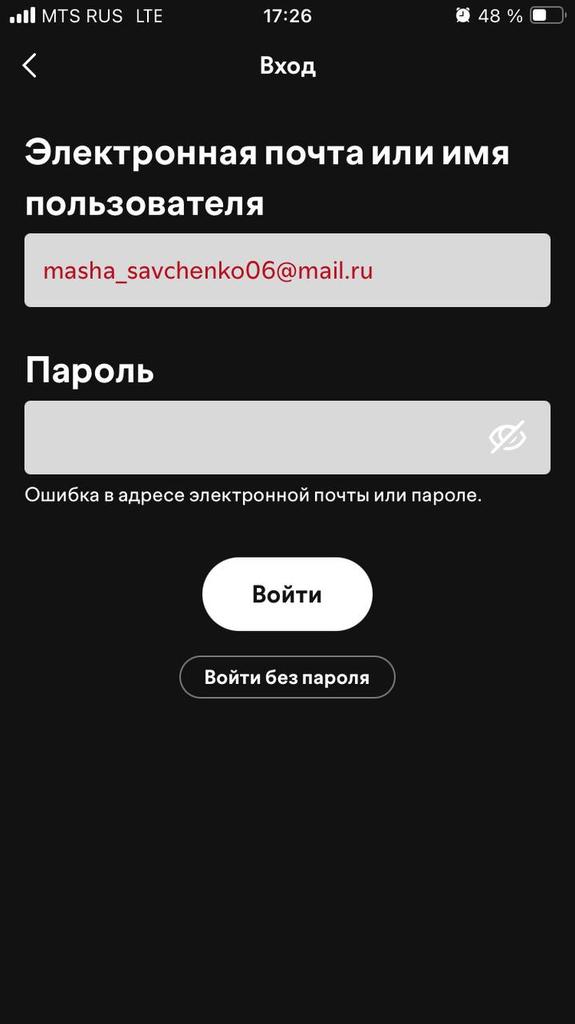 MTS RUS LTE 17:26 48 %
Вход
Электронная почта или имя
пользователя
masha_savchenko06@mail.ru
Пароль
Ошибка в адресе электронной почты или пароле.
Войти
Войти без пароля